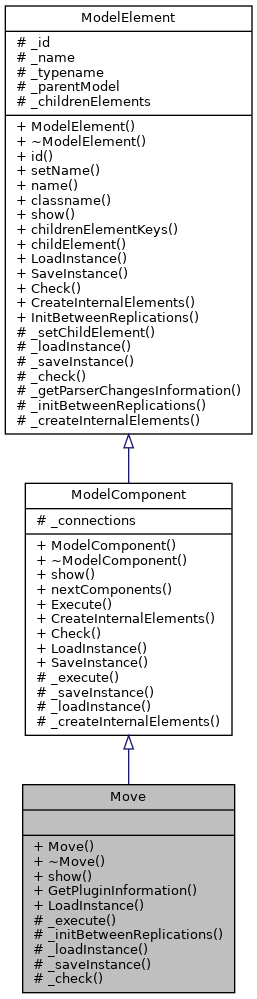 ModelElement
# _id
# _name
# _typename
# _parentModel
# _childrenElements
+ ModelElement()
+ ~ModelElement()
+ id()
+ setName()
+ name()
+ classname()
+ show()
+ childrenElementKeys()
+ childElement()
+ LoadInstance()
+ SaveInstance()
+ Check()
+ CreateInternalElements()
+ InitBetweenReplications()
# _setChildElement()
# _loadInstance()
# _saveInstance()
# _check()
# _getParserChangesInformation()
# _initBetweenReplications()
# _createInternalElements()
ModelComponent
# _connections
+ ModelComponent()
+ ~ModelComponent()
+ show()
+ nextComponents()
+ Execute()
+ CreateInternalElements()
+ Check()
+ LoadInstance()
+ SaveInstance()
# _execute()
# _saveInstance()
# _loadInstance()
# _createInternalElements()
Move
+ Move()
+ ~Move()
+ show()
+ GetPluginInformation()
+ LoadInstance()
# _execute()
# _initBetweenReplications()
# _loadInstance()
# _saveInstance()
# _check()